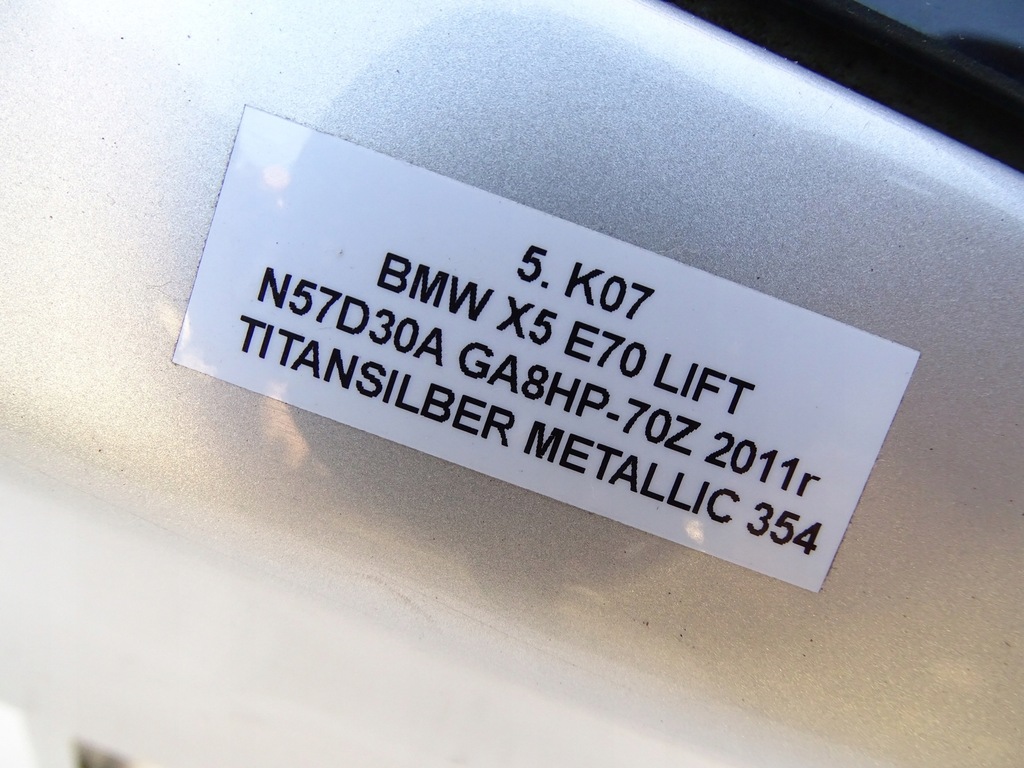 5. K07
BMW X5 E70 LIFT
N57D30A GA8HP-70Z 2011r
TITANSILBER METALLIC 354